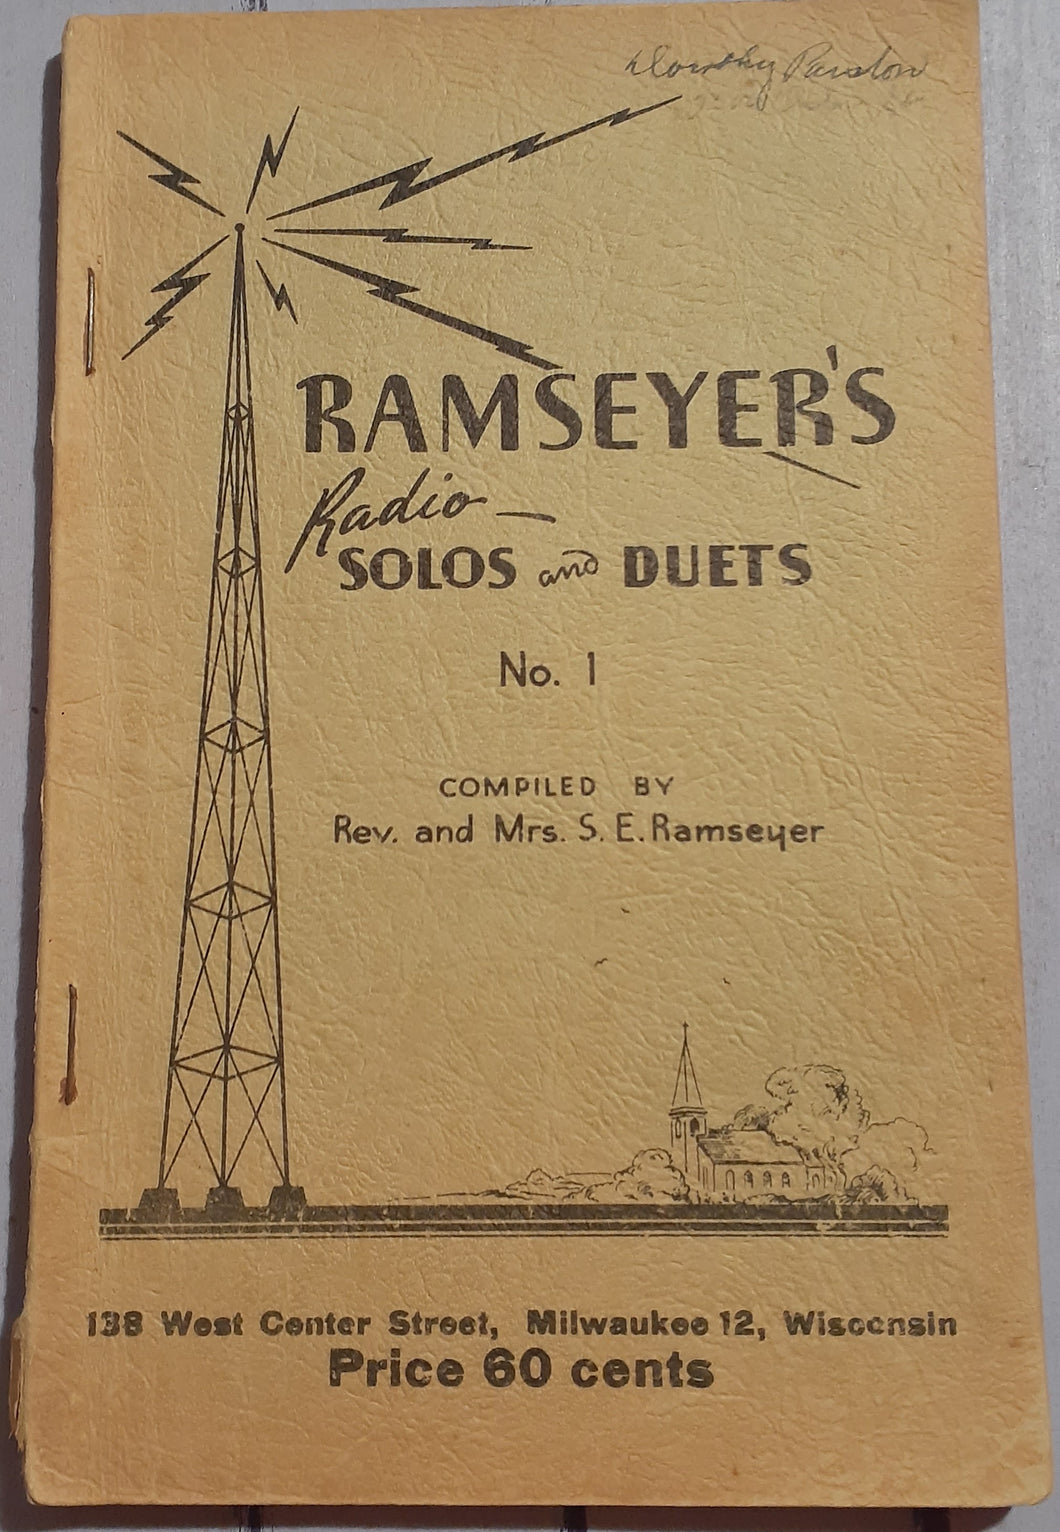 Dorothy
RAMSEYER'S
Radio
SOLOS and DUETS
No. 1
COMPILED BY
Rev. and Mrs. S. E. Ramseyer
138 West Center Street, Milwaukee 12, Wisconsin
Price 60 cents